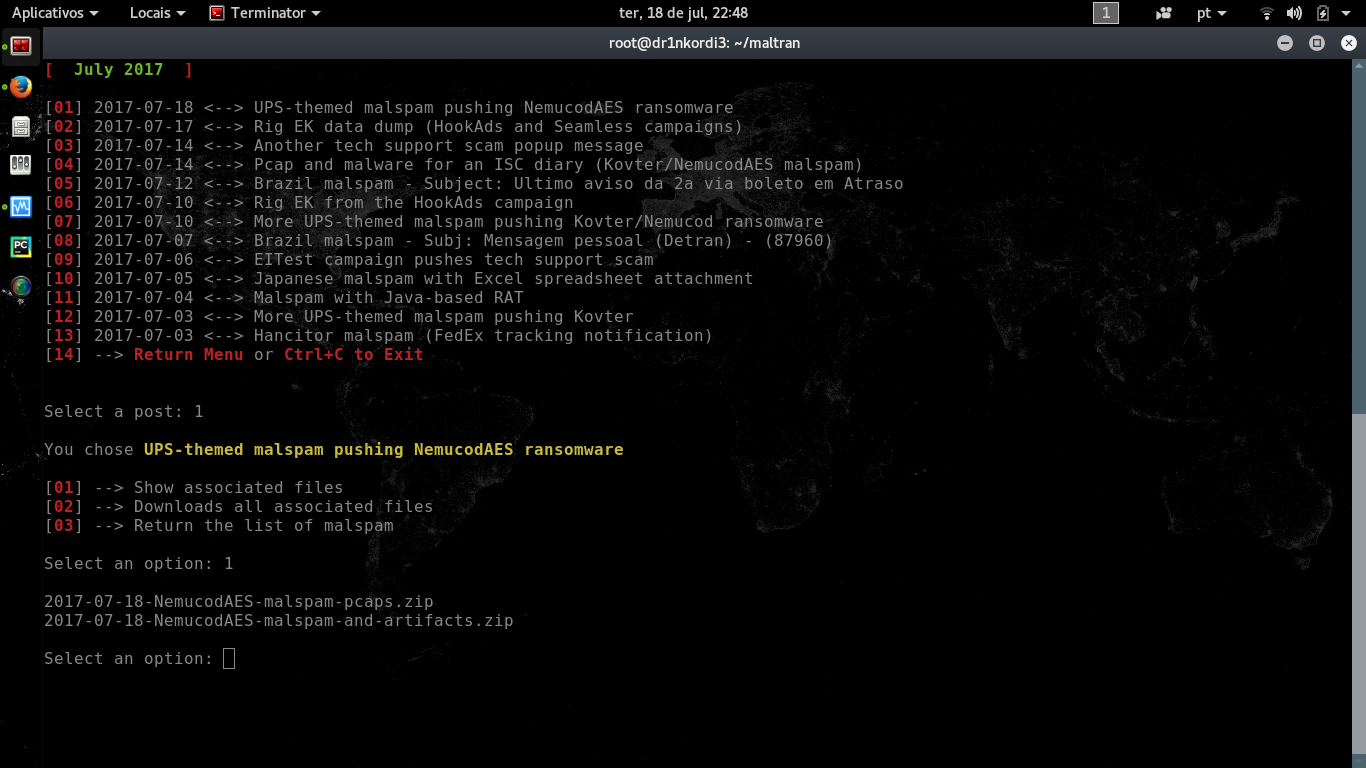 Aplicativos Locais Terminator ter, 18 de jul, 22:48 1 pt
root@dr1nkordi3: ~/maltran
[ July 2017 ]
[01] 2017-07-18 <--> UPS-themed malspam pushing NemucodAES ransomware
[02] 2017-07-17 <--> Rig EK data dump (HookAds and Seamless campaigns)
[03] 2017-07-14 <--> Another tech support scam popup message
[04] 2017-07-14 <--> Pcap and malware for an ISC diary (Kovter/NemucodAES malspam)
[05] 2017-07-12 <--> Brazil malspam - Subject: Ultimo aviso da 2a via boleto em Atraso
[06] 2017-07-10 <--> Rig EK from the HookAds campaign
[07] 2017-07-10 <--> More UPS-themed malspam pushing Kovter/Nemucod ransomware
[08] 2017-07-07 <--> Brazil malspam - Subj: Mensagem pessoal (Detran) - (87960)
[09] 2017-07-06 <--> EITest campaign pushes tech support scam
[10] 2017-07-05 <--> Japanese malspam with Excel spreadsheet attachment
[11] 2017-07-04 <--> Malspam with Java-based RAT
[12] 2017-07-03 <--> More UPS-themed malspam pushing Kovter
[13] 2017-07-03 <--> Hancitor malspam (FedEx tracking notification)
[14] --> Return Menu or Ctrl+C to Exit
Select a post: 1
You chose UPS-themed malspam pushing NemucodAES ransomware
[01] --> Show associated files
[02] --> Downloads all associated files
[03] --> Return the list of malspam
Select an option: 1
2017-07-18-NemucodAES-malspam-pcaps.zip
2017-07-18-NemucodAES-malspam-and-artifacts.zip
Select an option:
PC